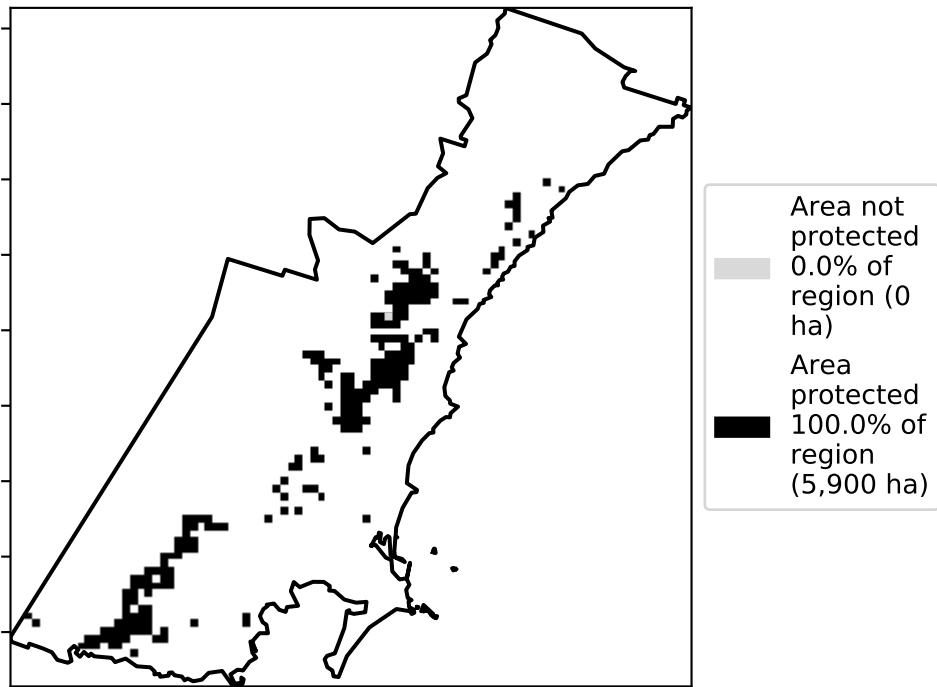 Area not
protected
0.0% of
region (0
ha)
Area
protected
100.0% of
region
(5,900 ha)